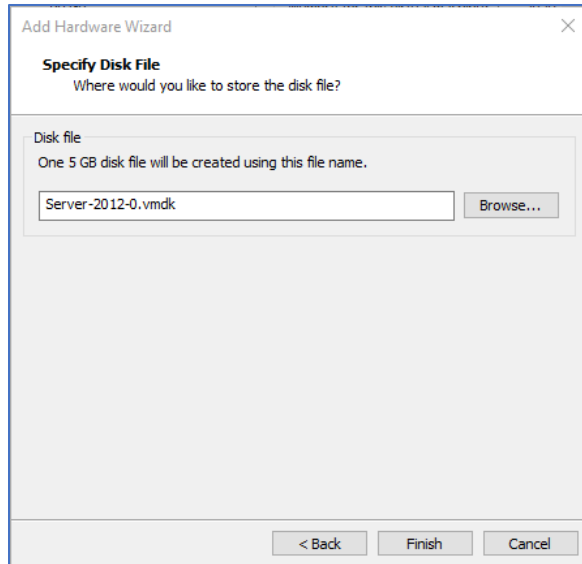 Add Hardware Wizard
Specify Disk File
Where would you like to store the disk file?
Disk file
One 5 GB disk file will be created using this file name.
Server-2012-0.vmdk
Browse...
< Back
Finish
Cancel